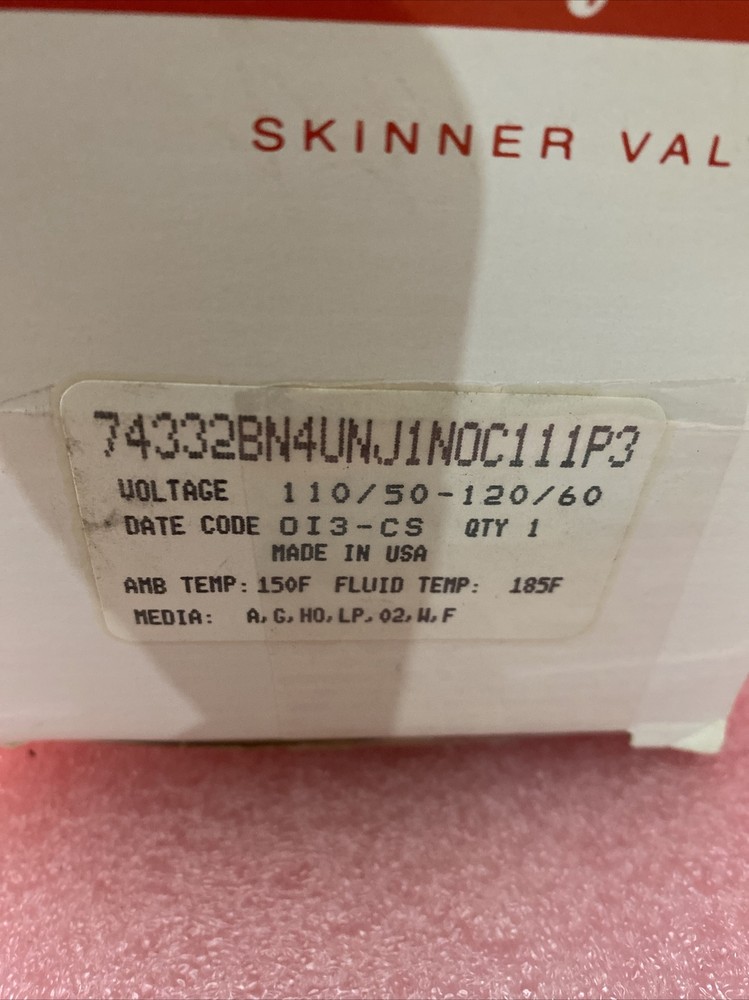 SKINNER VAL
74332BN4UNJ1N0C111P3
VOLTAGE 110/50-120/60
DATE CODE OI3-CS QTY 1
MADE IN USA
AMB TEMP: 150F FLUID TEMP: 185F
MEDIA: A, G, HO, LP, O2, W, F